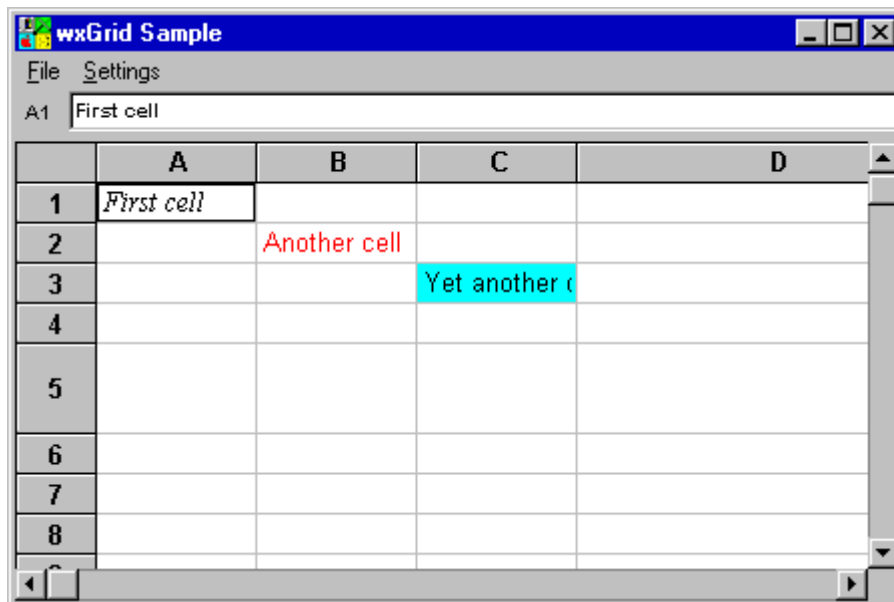 wxGrid Sample
File Settings
A1 First cell
A B C D
1 First cell
2 Another cell
3 Yet another
4
5
6
7
8